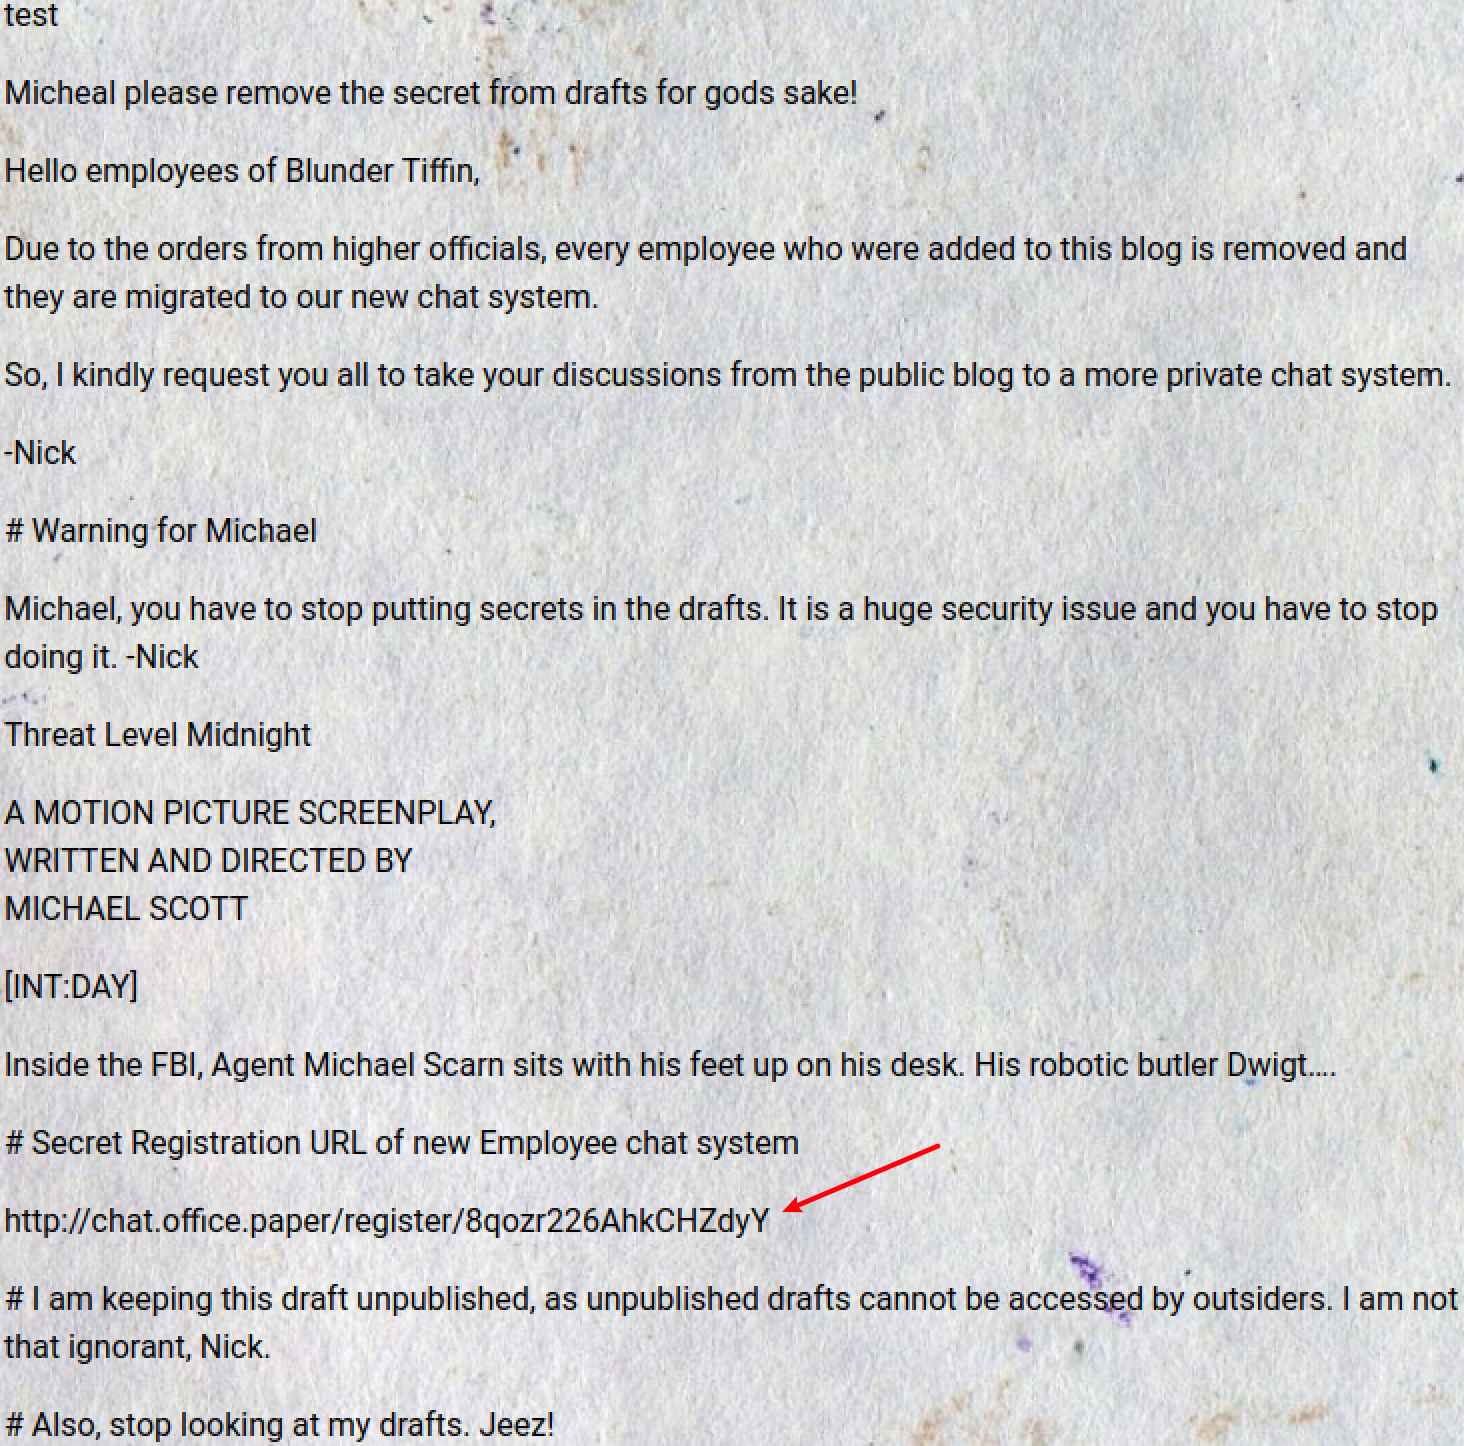 test
Micheal please remove the secret from drafts for gods sake!
Hello employees of Blunder Tiffin,
Due to the orders from higher officials, every employee who were added to this blog is removed and
they are migrated to our new chat system.
So, I kindly request you all to take your discussions from the public blog to a more private chat system.
-Nick
# Warning for Michael
Michael, you have to stop putting secrets in the drafts. It is a huge security issue and you have to stop
doing it. -Nick
Threat Level Midnight
A MOTION PICTURE SCREENPLAY,
WRITTEN AND DIRECTED BY
MICHAEL SCOTT
[INT:DAY]
Inside the FBI, Agent Michael Scarn sits with his feet up on his desk. His robotic butler Dwigt….
# Secret Registration URL of new Employee chat system
http://chat.office.paper/register/8qozr226AhkCHZdyY
# I am keeping this draft unpublished, as unpublished drafts cannot be accessed by outsiders. I am not
that ignorant, Nick.
# Also, stop looking at my drafts. Jeez!